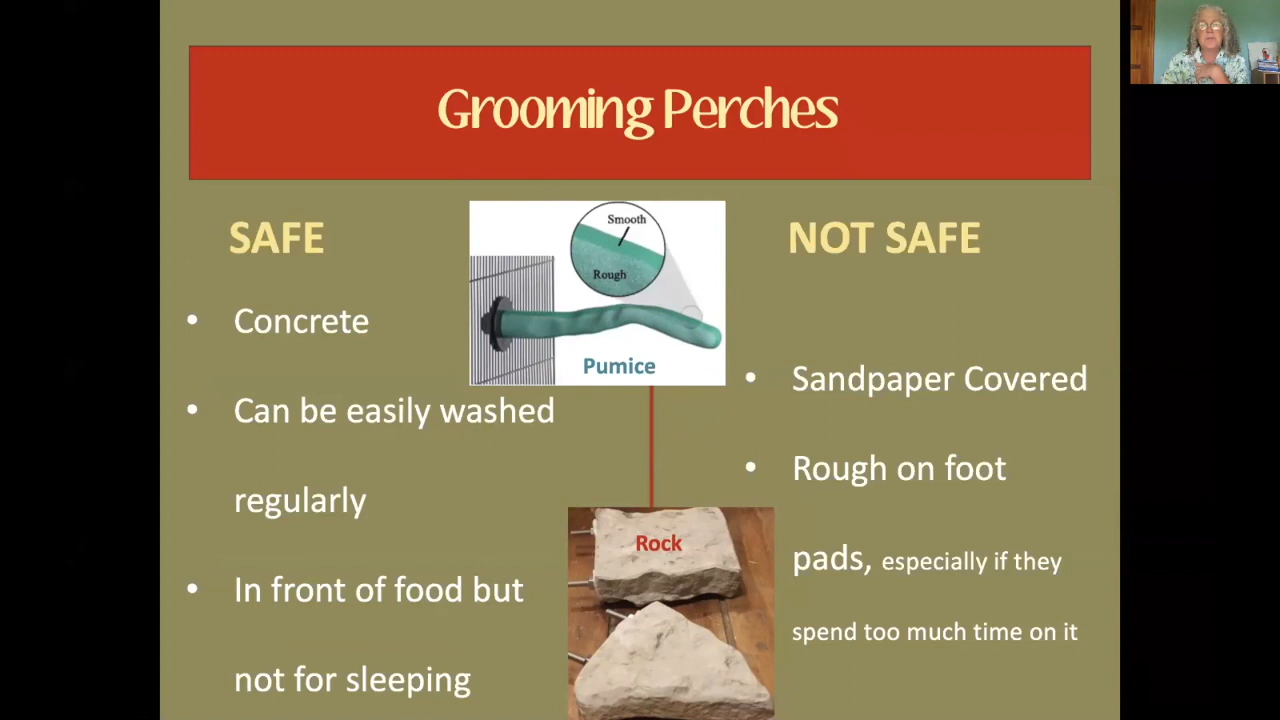 Grooming Perches
SAFE
• Concrete
• Can be easily washed
regularly
• In front of food but
not for sleeping
Smooth
Rough
Pumice
Rock
NOT SAFE
• Sandpaper Covered
• Rough on foot
pads, especially if they
spend too much time on it